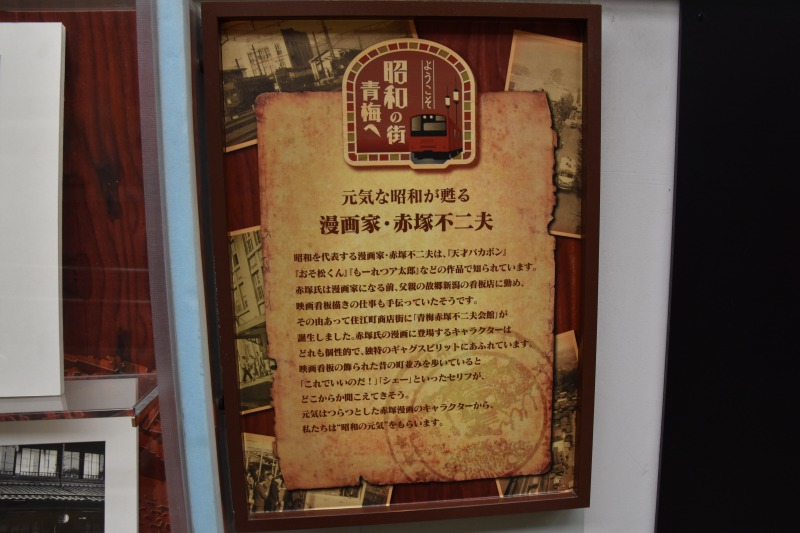 ようこそ
昭和の街
青梅へ
元気な昭和が甦る
漫画家・赤塚不二夫
昭和を代表する漫画家・赤塚不二夫は、『天才バカボン』
『おそ松くん』『もーれつア太郎』などの作品で知られています。
赤塚氏は漫画家になる前、父親の故郷新潟の看板店に勤め、
映画看板描きの仕事も手伝っていたそうです。
その由あって住江町商店街に「青梅赤塚不二夫会館」が
誕生しました。赤塚氏の漫画に登場するキャラクターは
どれも個性的で、独特のギャグスピリットにあふれています。
映画看板の飾られた昔の町並みを歩いていると
「これでいいのだ！」「シェー」といったセリフが、
どこからか聞こえてきそう。
元気はつらつとした赤塚漫画のキャラクターから、
私たちは“昭和の元気”をもらいます。